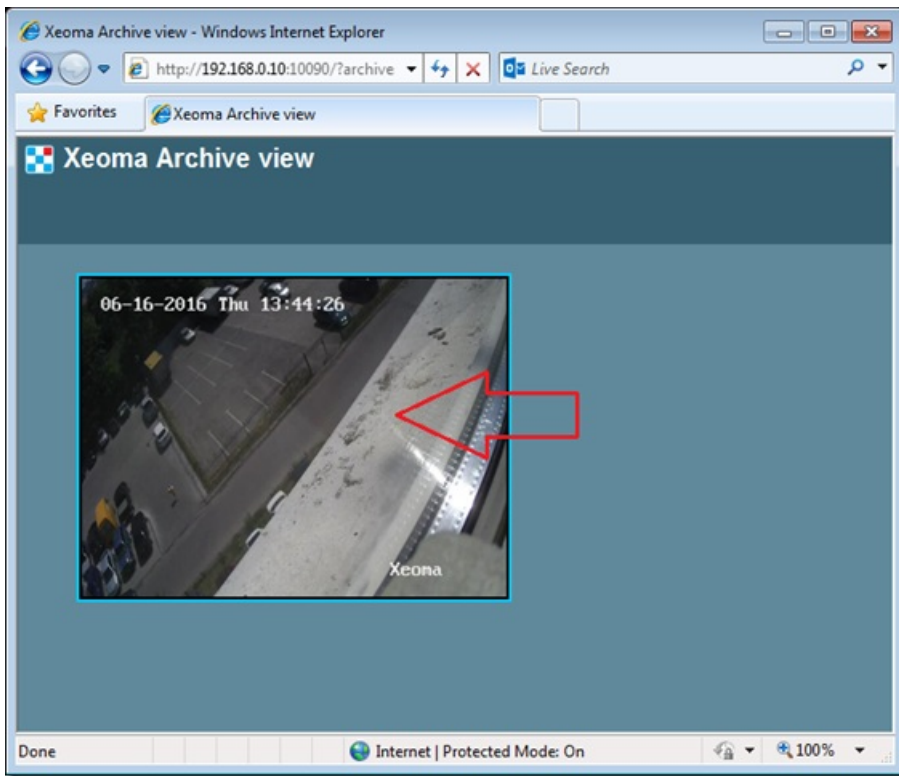 Xeoma Archive view - Windows Internet Explorer
http://192.168.0.10:10090/?archive
Live Search
Favorites
Xeoma Archive view
Xeoma Archive view
06-16-2016 Thu 13:44:26
Xeoma
Done
Internet | Protected Mode: On
100%